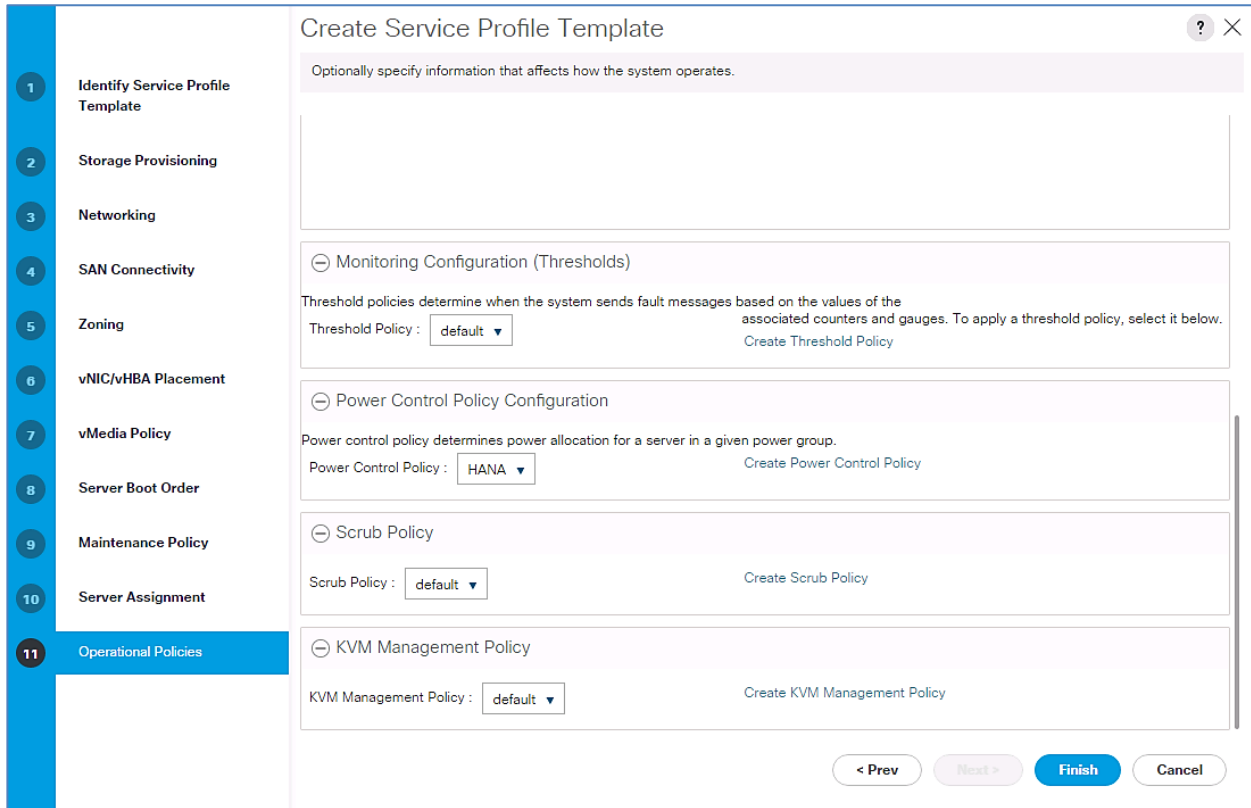 Create Service Profile Template
?
Optionally specify information that affects how the system operates.
1 Identify Service Profile
Template
2 Storage Provisioning
3 Networking
4 SAN Connectivity
5 Zoning
6 vNIC/vHBA Placement
7 vMedia Policy
8 Server Boot Order
9 Maintenance Policy
10 Server Assignment
11 Operational Policies
Monitoring Configuration (Thresholds)
Threshold policies determine when the system sends fault messages based on the values of the
associated counters and gauges. To apply a threshold policy, select it below.
Threshold Policy : default
Create Threshold Policy
Power Control Policy Configuration
Power control policy determines power allocation for a server in a given power group.
Power Control Policy : HANA
Create Power Control Policy
Scrub Policy
Scrub Policy : default
Create Scrub Policy
KVM Management Policy
KVM Management Policy : default
Create KVM Management Policy
< Prev
Next >
Finish
Cancel